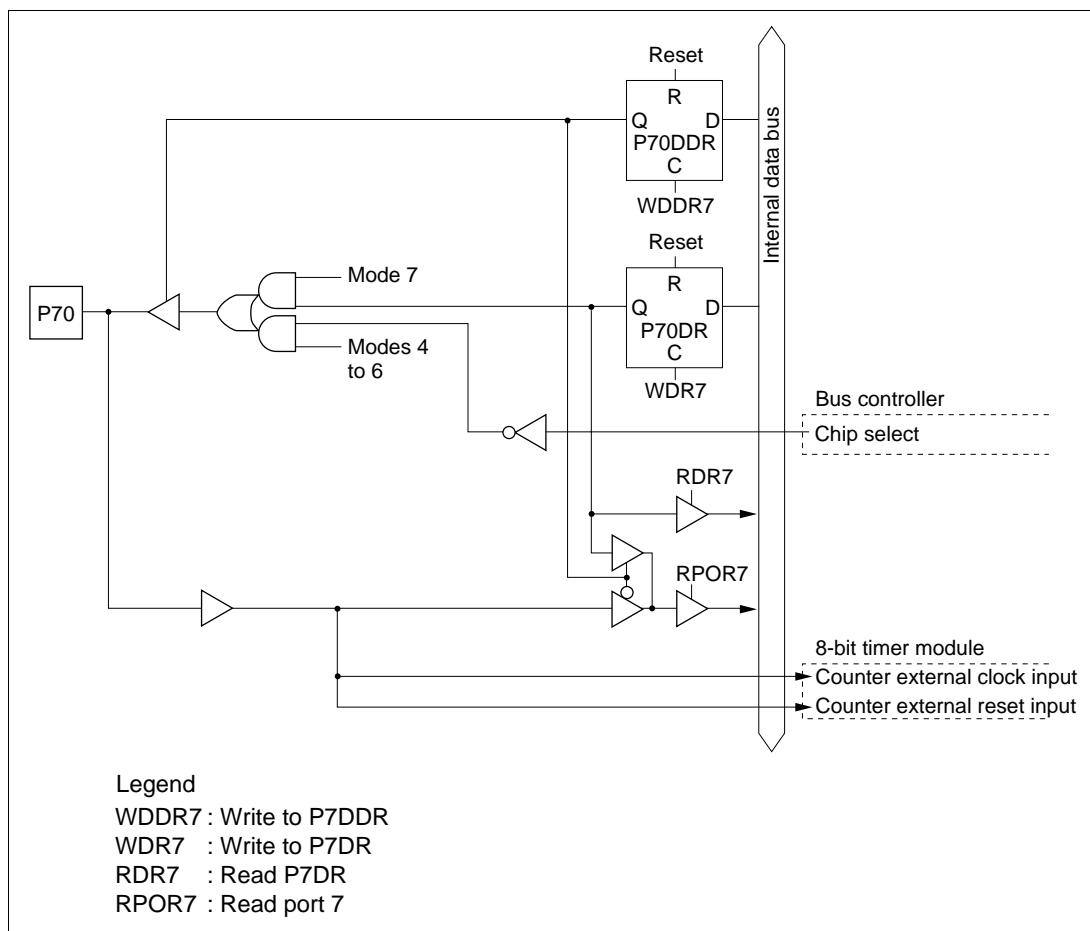 Reset
R
Q D
P70DDR
C
WDDR7
Internal data bus
Reset
Mode 7
R
P70
Q D
P70DR
Modes 4
to 6
C
WDR7
Bus controller
Chip select
RDR7
RPOR7
8-bit timer module
Counter external clock input
Counter external reset input
Legend
WDDR7 : Write to P7DDR
WDR7 : Write to P7DR
RDR7 : Read P7DR
RPOR7 : Read port 7